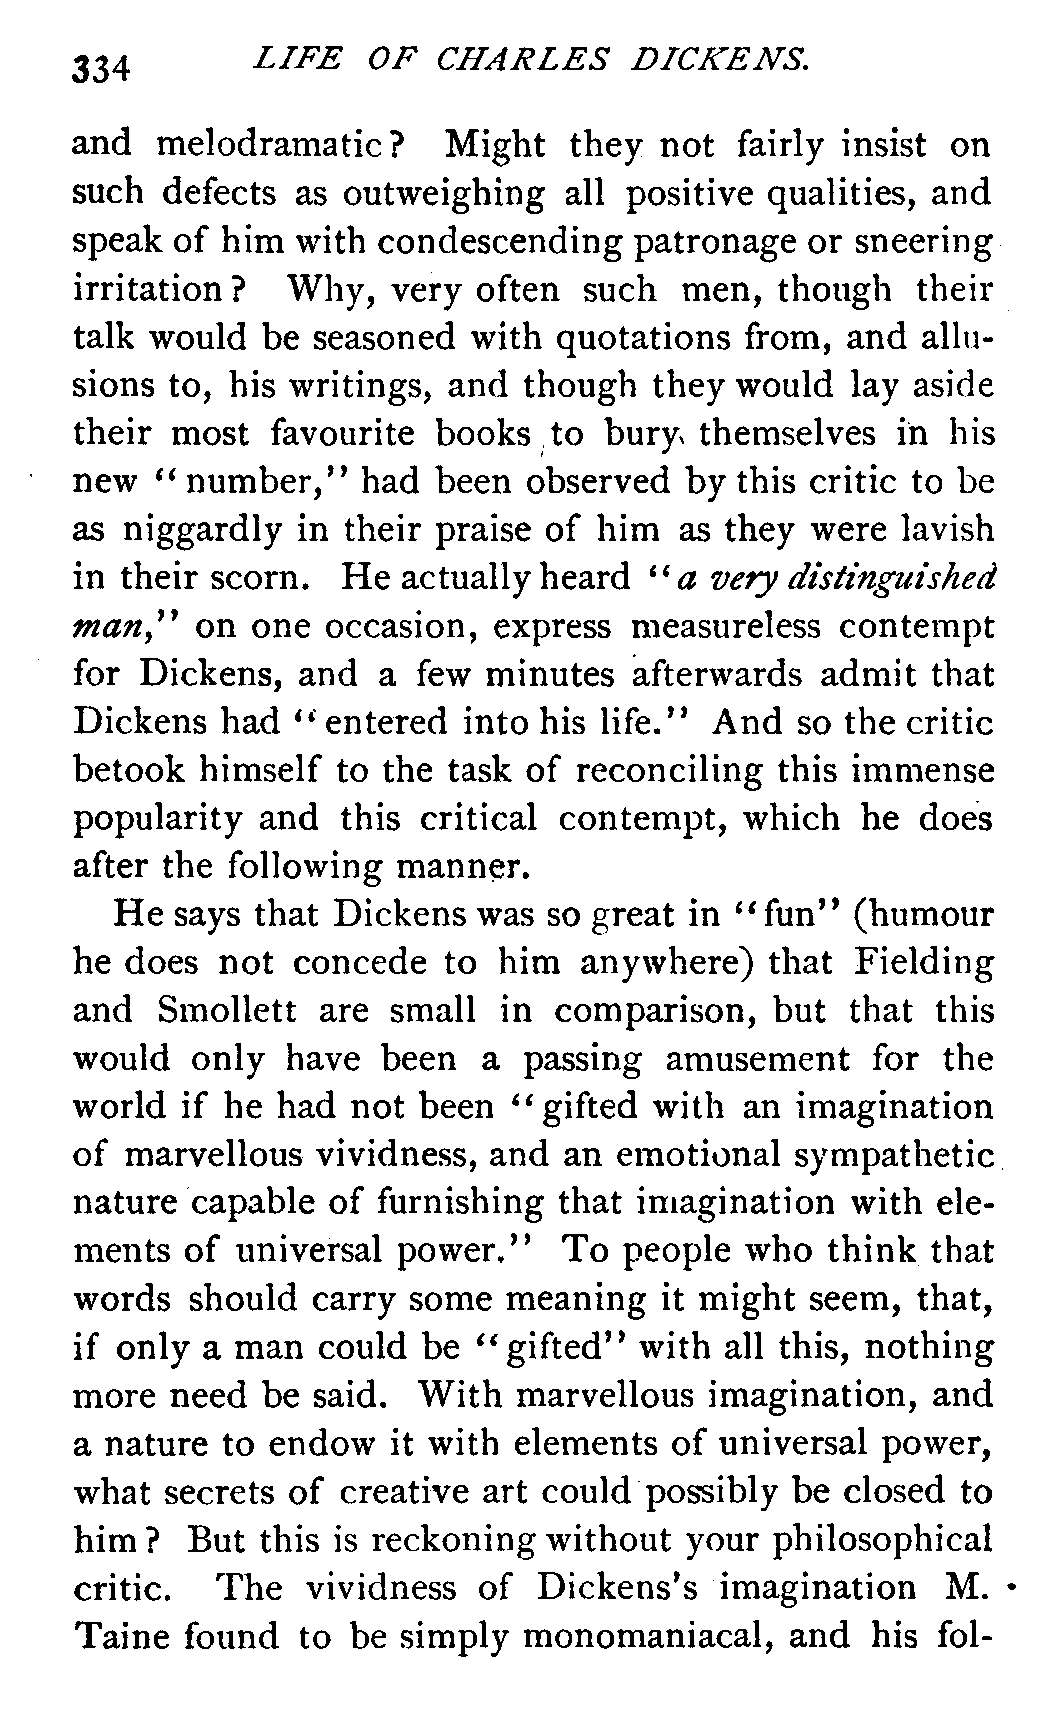 334 LIFE OF CHARLES DICKENS.
and melodramatic? Might they not fairly insist on
such defects as outweighing all positive qualities, and
speak of him with condescending patronage or sneering
irritation? Why, very often such men, though their
talk would be seasoned with quotations from, and allu-
sions to, his writings, and though they would lay aside
their most favourite books to bury themselves in his
new "number," had been observed by this critic to be
as niggardly in their praise of him as they were lavish
in their scorn. He actually heard "a very distinguished
man," on one occasion, express measureless contempt
for Dickens, and a few minutes afterwards admit that
Dickens had "entered into his life." And so the critic
betook himself to the task of reconciling this immense
popularity and this critical contempt, which he does
after the following manner.
He says that Dickens was so great in "fun" (humour
he does not concede to him anywhere) that Fielding
and Smollett are small in comparison, but that this
would only have been a passing amusement for the
world if he had not been "gifted with an imagination
of marvellous vividness, and an emotional sympathetic
nature capable of furnishing that imagination with ele-
ments of universal power." To people who think that
words should carry some meaning it might seem, that,
if only a man could be "gifted" with all this, nothing
more need be said. With marvellous imagination, and
a nature to endow it with elements of universal power,
what secrets of creative art could possibly be closed to
him? But this is reckoning without your philosophical
critic. The vividness of Dickens's imagination M.
Taine found to be simply monomaniacal, and his fol-